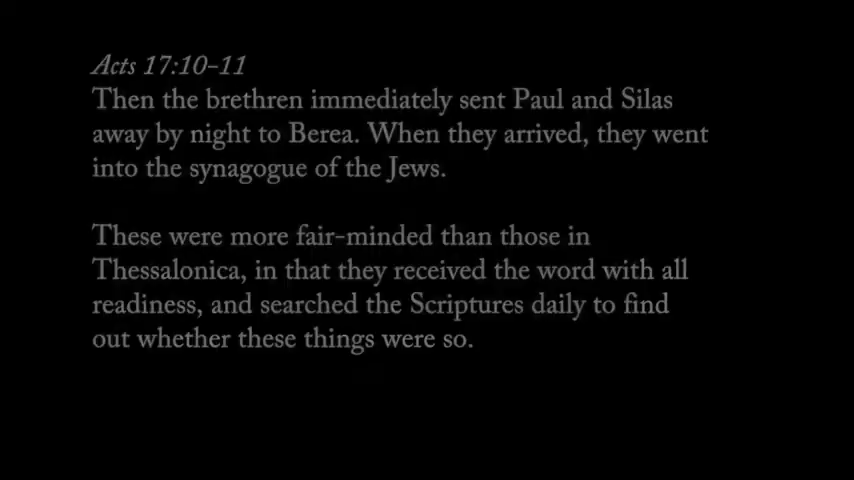 Acts 17:10-11
Then the brethren immediately sent Paul and Silas
away by night to Berea. When they arrived, they went
into the synagogue of the Jews.
These were more fair-minded than those in
Thessalonica, in that they received the word with all
readiness, and searched the Scriptures daily to find
out whether these things were so.